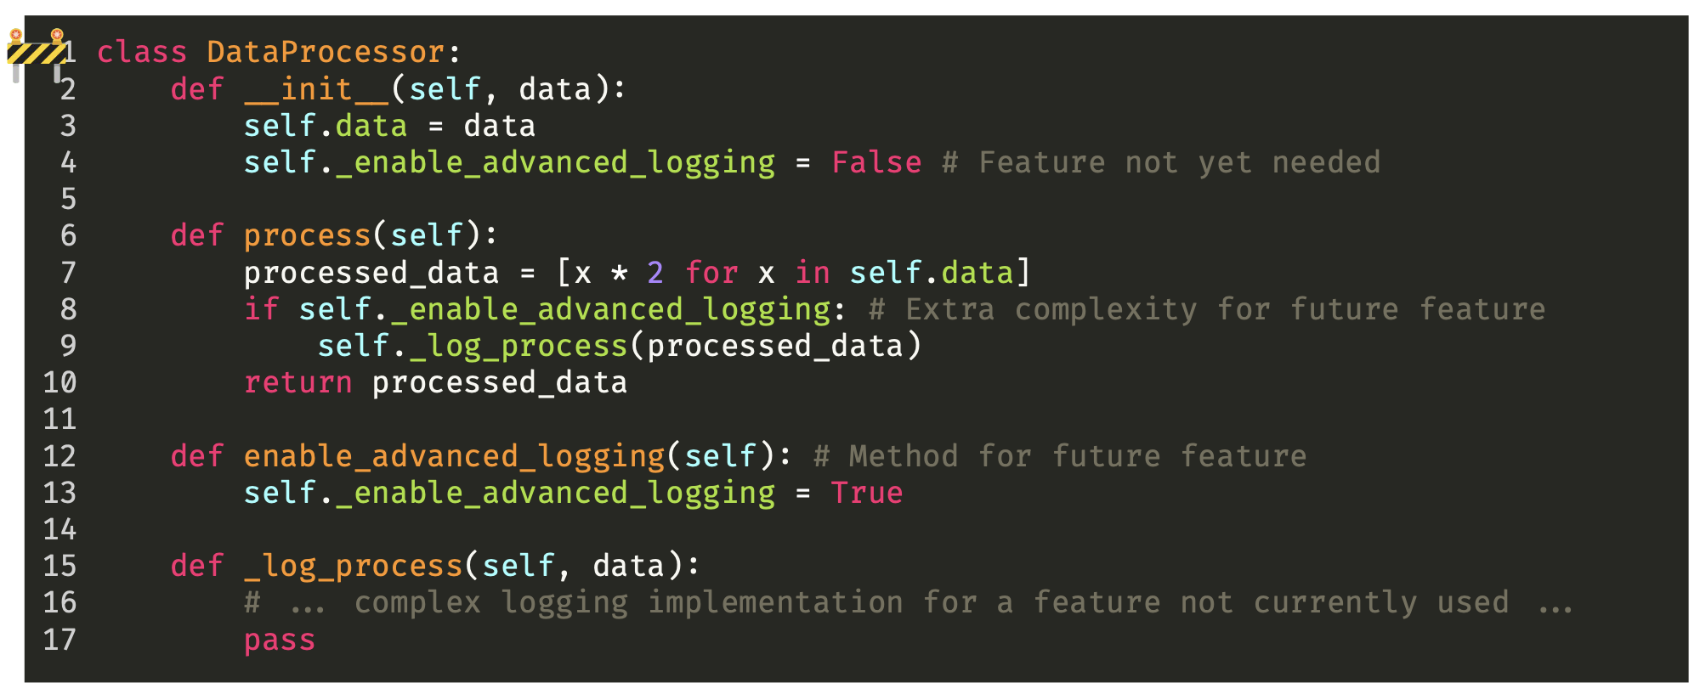 1 class DataProcessor:
2     def __init__(self, data):
3         self.data = data
4         self._enable_advanced_logging = False # Feature not yet needed
5
6     def process(self):
7         processed_data = [x * 2 for x in self.data]
8         if self._enable_advanced_logging: # Extra complexity for future feature
9             self._log_process(processed_data)
10         return processed_data
11
12     def enable_advanced_logging(self): # Method for future feature
13         self._enable_advanced_logging = True
14
15     def _log_process(self, data):
16         # ... complex logging implementation for a feature not currently used ...
17         pass